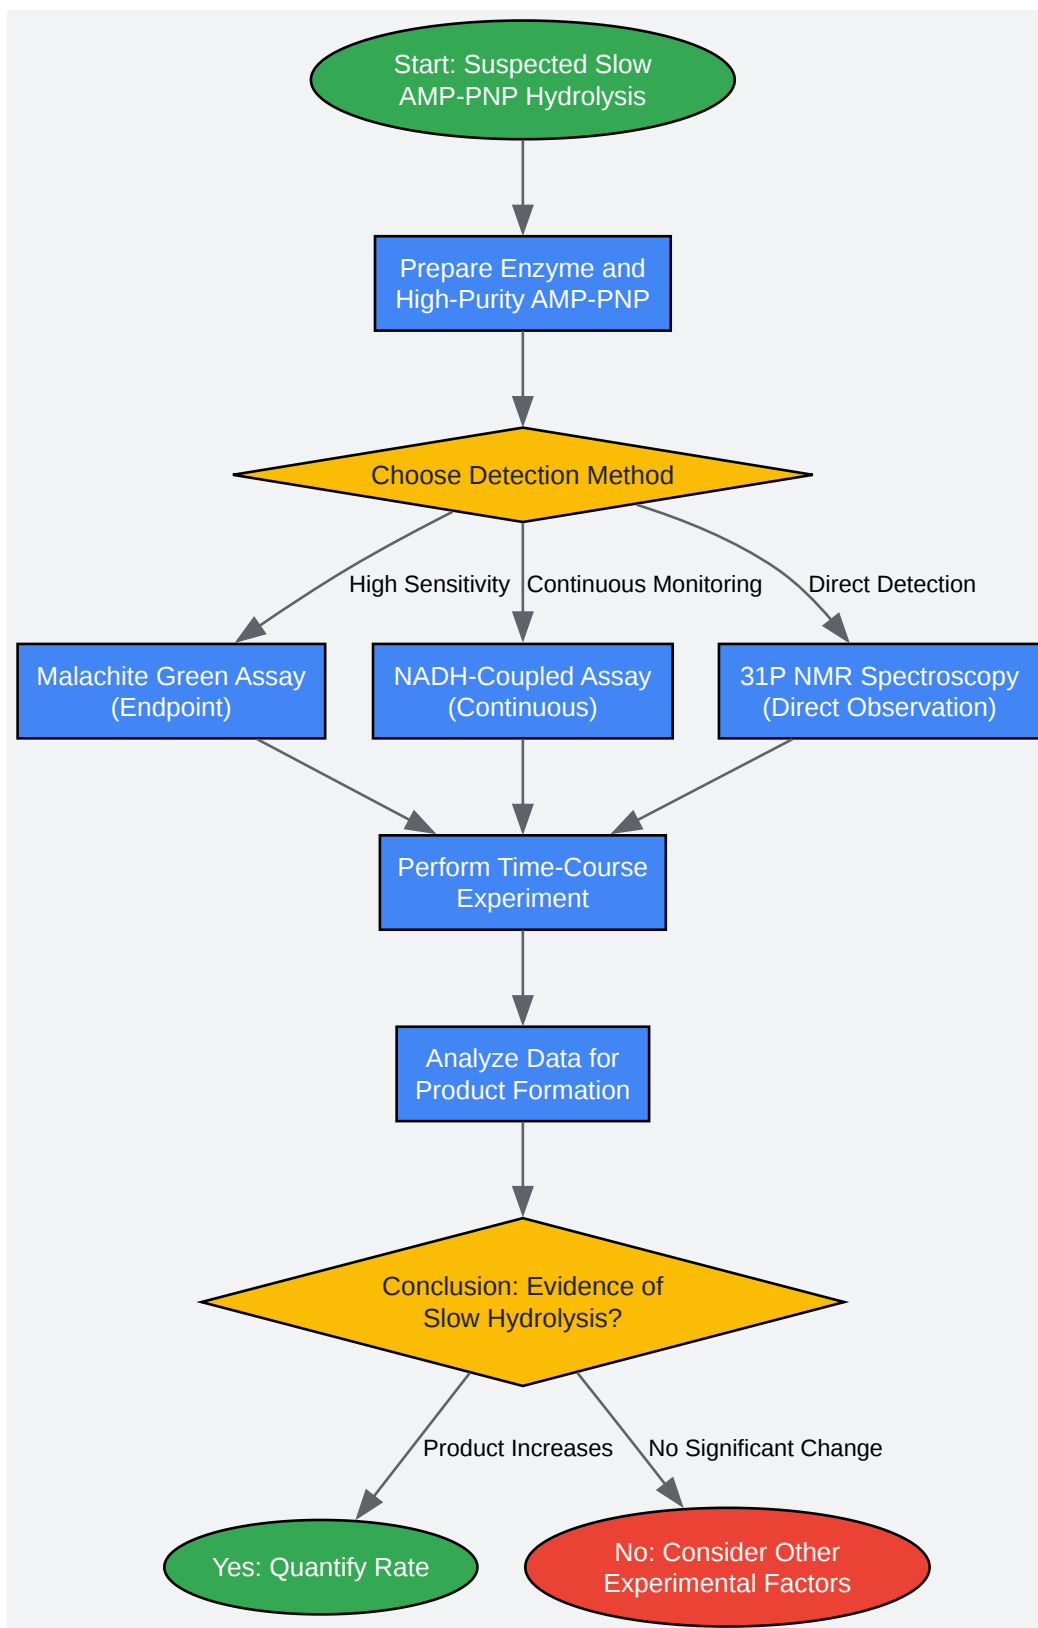 Start: Suspected Slow
AMP-PNP Hydrolysis
Prepare Enzyme and
High-Purity AMP-PNP
Choose Detection Method
High Sensitivity
Continuous Monitoring
Direct Detection
Malachite Green Assay
(Endpoint)
NADH-Coupled Assay
(Continuous)
31P NMR Spectroscopy
(Direct Observation)
Perform Time-Course
Experiment
Analyze Data for
Product Formation
Conclusion: Evidence of
Slow Hydrolysis?
Product Increases
No Significant Change
Yes: Quantify Rate
No: Consider Other
Experimental Factors